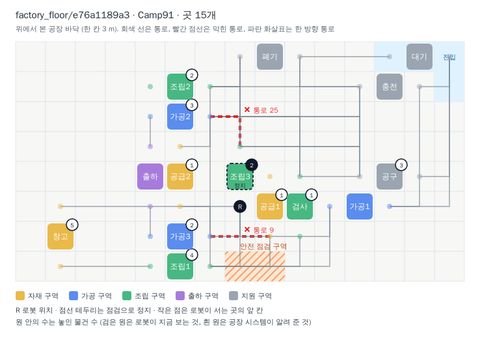 factory_floor/e76a1189a3 · Camp91 · 곳 15개
위에서 본 공장 바닥 (한 칸 3 m). 회색 선은 통로, 빨간 점선은 막힌 통로, 파란 화살표는 한 방향 통로
폐기
대기
진입
조립2
2
충전
가공2
3
✕ 통로 25
출하
공급2
1
조립3
2
공구
3
R
공급1
1
검사
1
가공1
창고
5
가공3
2
✕ 통로 9
안전 점검 구역
조립1
4
자재 구역
가공 구역
조립 구역
출하 구역
지원 구역
R 로봇 위치 · 점선 테두리는 점검으로 정지 · 작은 점은 로봇이 서는 곳의 앞 칸
원 안의 수는 놓인 물건 수 (검은 원은 로봇이 지금 보는 것, 흰 원은 공장 시스템이 알려 준 것)